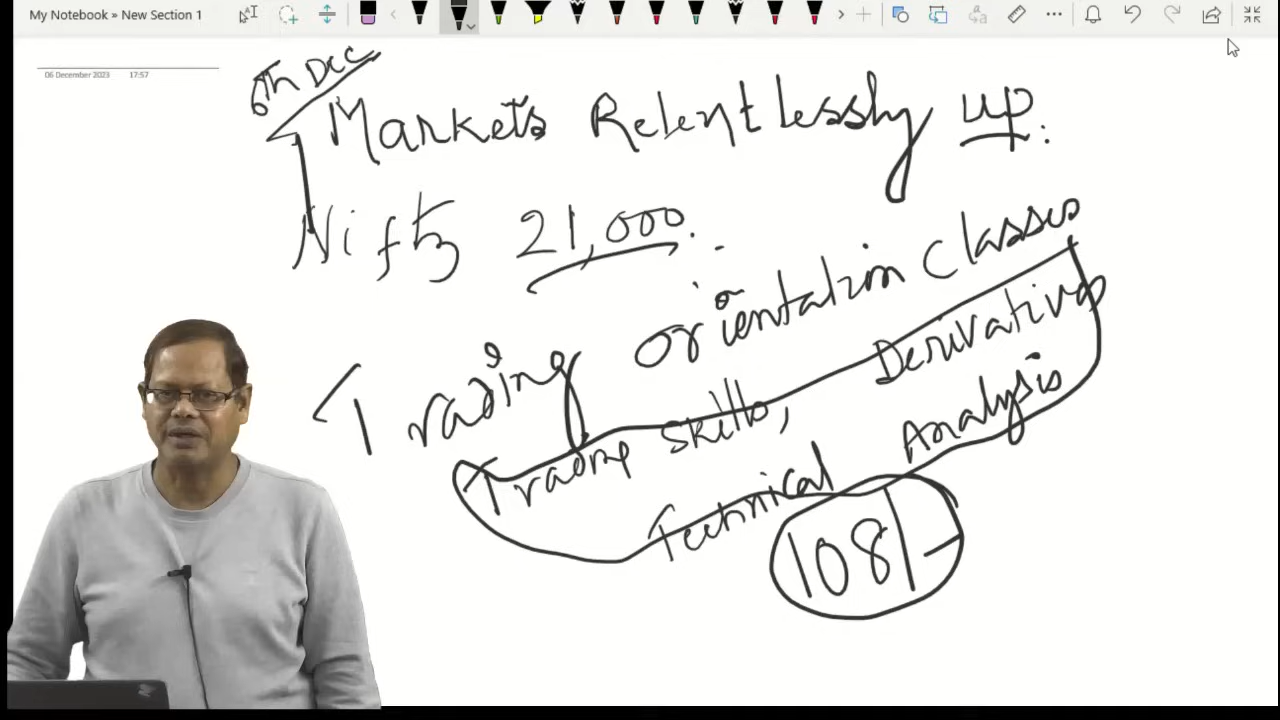 My Notebook » New Section 1
06 December 2023 17:57
6th Dec
Markets Relentlessly up.
Nifty 21,000.
Trading orientation Classes
Trading skills, Derivatives
Technical Analysis
108/-